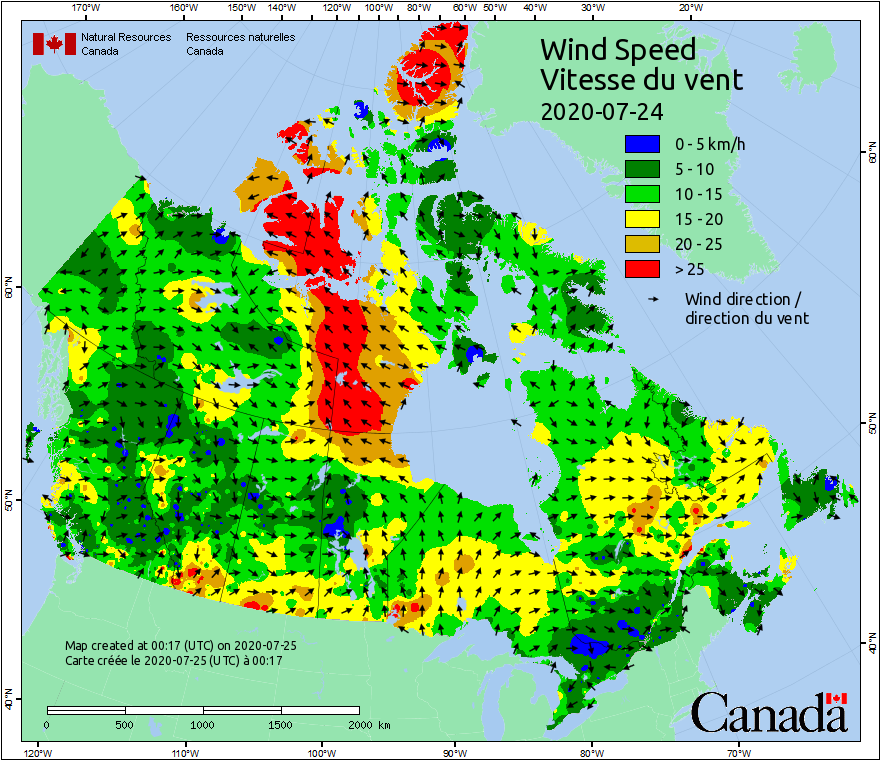 170°W 160°W 150°W 140°W 120°W 100°W 80°W 60°W 50°W 40°W 30°W 20°W
Natural Resources Ressources naturelles
Canada Canada
Wind Speed
Vitesse du vent
2020-07-24
0 - 5 km/h
5 - 10
10 - 15
15 - 20
20 - 25
> 25
Wind direction /
direction du vent
60°N
50°N
40°N
60°N
50°N
40°N
Map created at 00:17 (UTC) on 2020-07-25
Carte créée le 2020-07-25 (UTC) à 00:17
0 500 1000 1500 2000 km
Canada
120°W 110°W 100°W 90°W 80°W 70°W